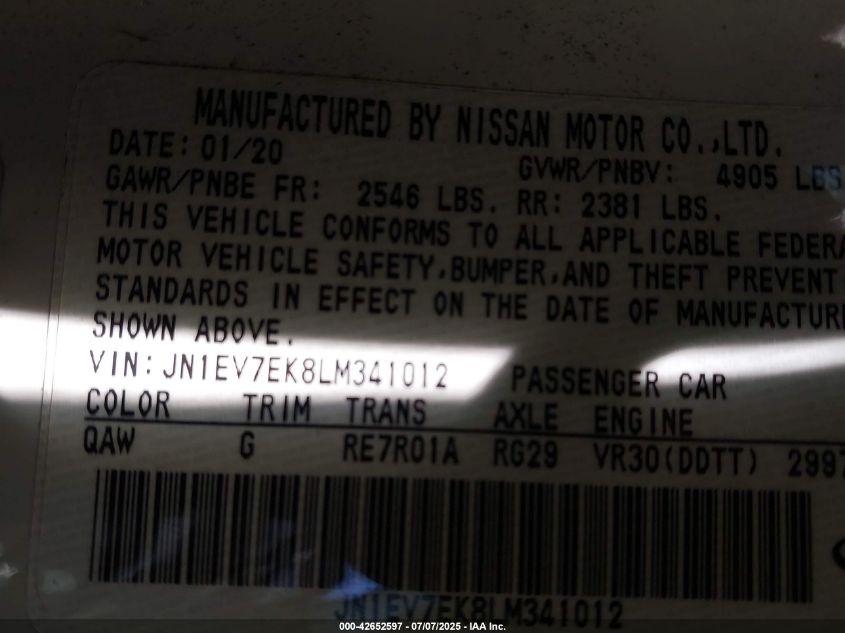 MANUFACTURED BY NISSAN MOTOR CO.,LTD.
DATE: 01/20 GVWR/PNBV: 4905 LBS
GAWR/PNBE FR: 2546 LBS. RR: 2381 LBS.
THIS VEHICLE CONFORMS TO ALL APPLICABLE FEDERA
MOTOR VEHICLE SAFETY,BUMPER,AND THEFT PREVENT
STANDARDS IN EFFECT ON THE DATE OF MANUFACTUR
SHOWN ABOVE.
VIN: JN1EV7EK8LM341012 PASSENGER CAR
COLOR TRIM TRANS AXLE ENGINE
QAW G RE7R01A RG29 VR30(DDTT) 2997
JN1EV7EK8LM341012
000-42652597 - 07/07/2025 - IAA Inc.